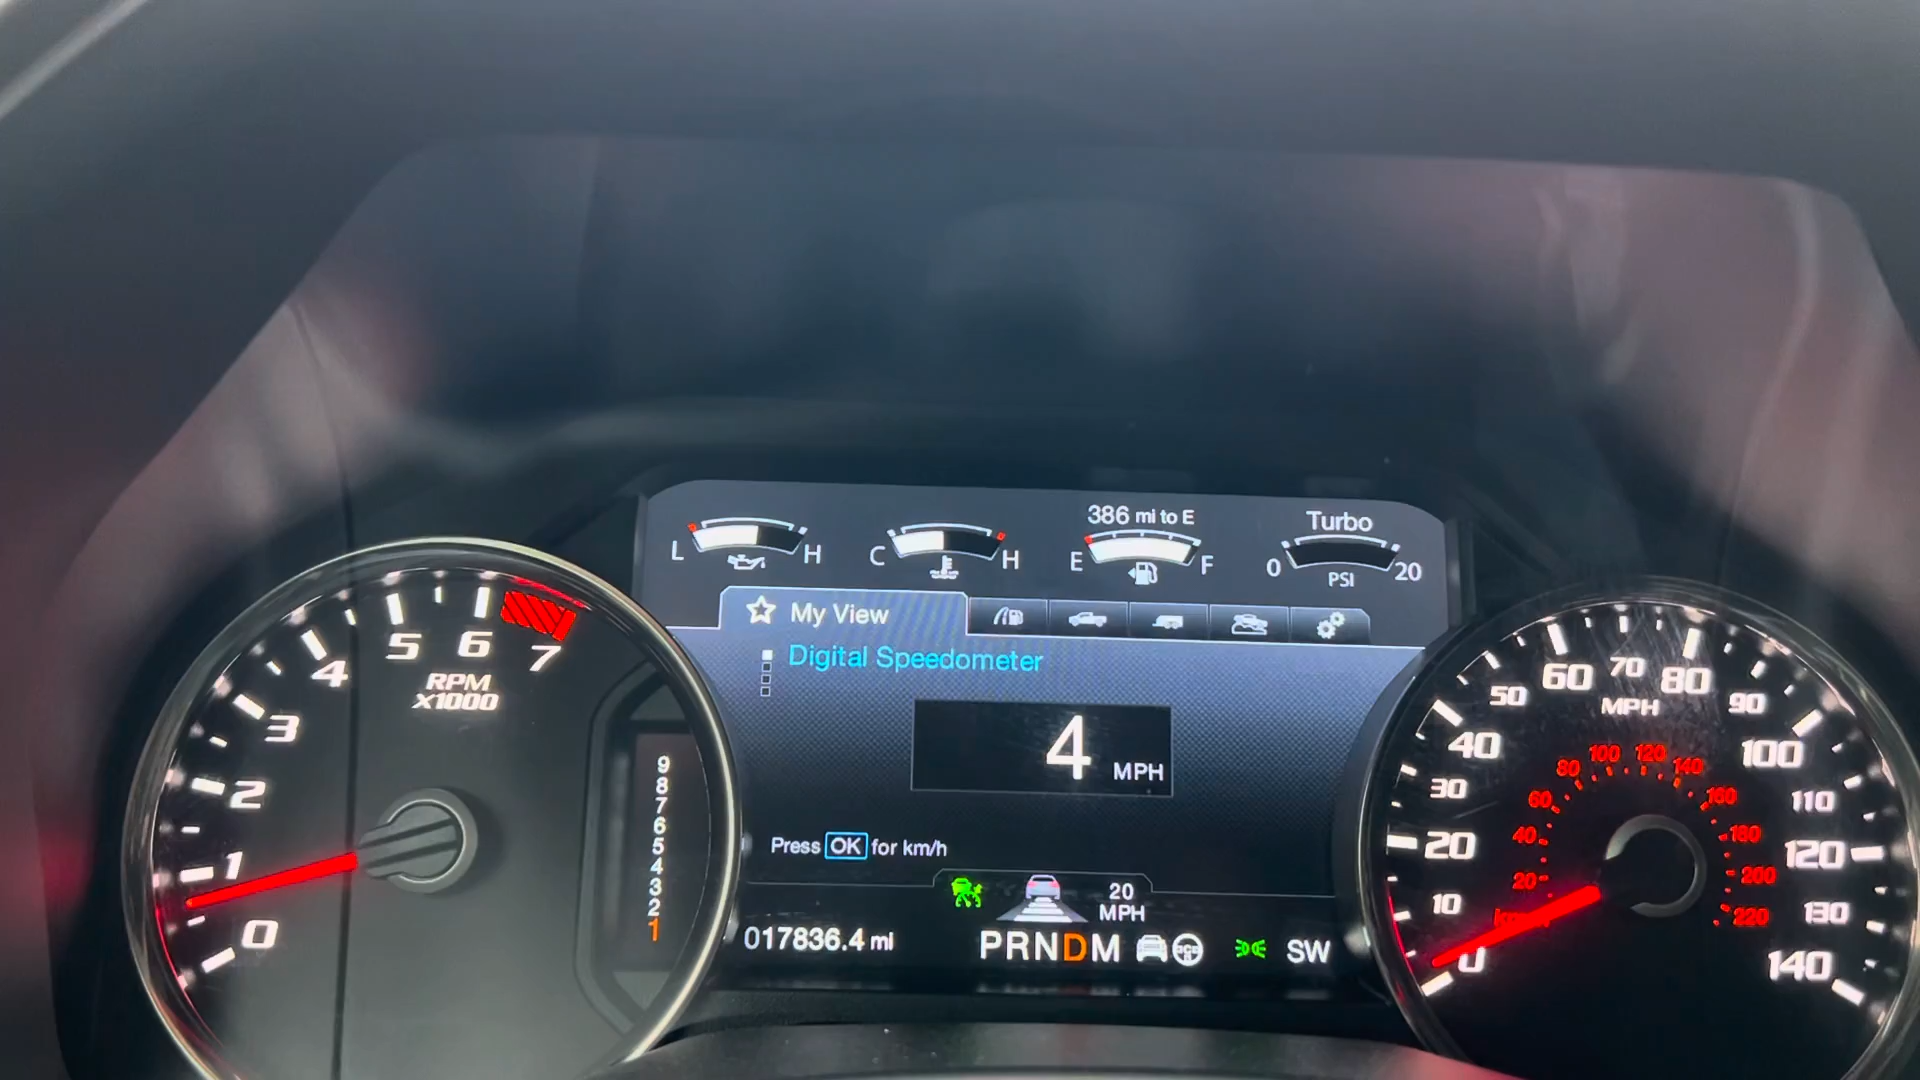 386 mi to E
Turbo
L H
C H
E F
0 20
PSI
My View
Digital Speedometer
4 MPH
Press OK for km/h
20
MPH
017836.4 mi
PRNDM
SW
0
1
2
3
4
5
6
7
RPM
x1000
9
8
7
6
5
4
3
2
1
0
10
20
30
40
50
60
70
80
90
100
110
120
130
140
MPH
20
40
60
80
100
120
140
160
180
200
220